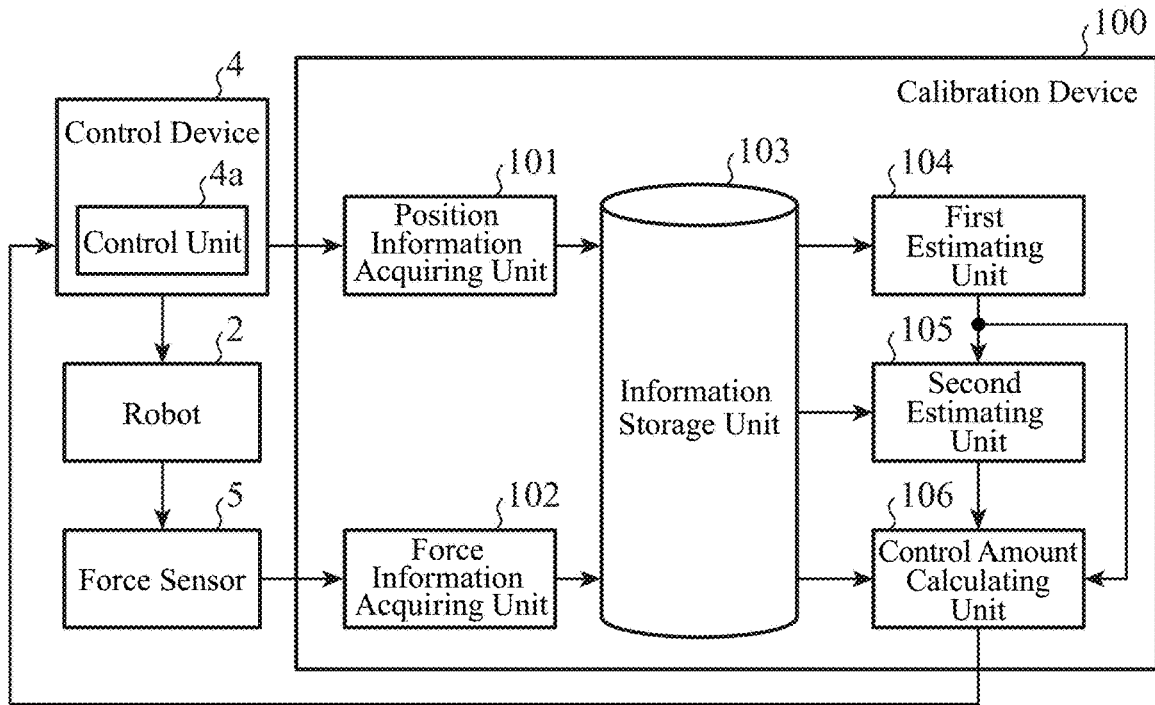 100
4
Calibration Device
Control Device
4a
Control Unit
101
Position
Information
Acquiring Unit
103
Information
Storage Unit
104
First
Estimating
Unit
2
Robot
105
Second
Estimating
Unit
5
Force Sensor
102
Force
Information
Acquiring Unit
106
Control Amount
Calculating
Unit